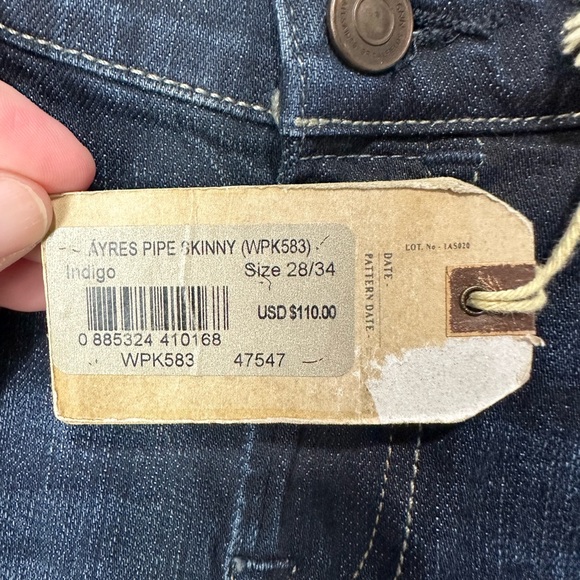 AYRES PIPE SKINNY (WPK583)
Indigo Size 28/34
USD $110.00
0 885324 410168
WPK583 47547
LOT. No - 1A5020
DATE-
PATTERN DATE-